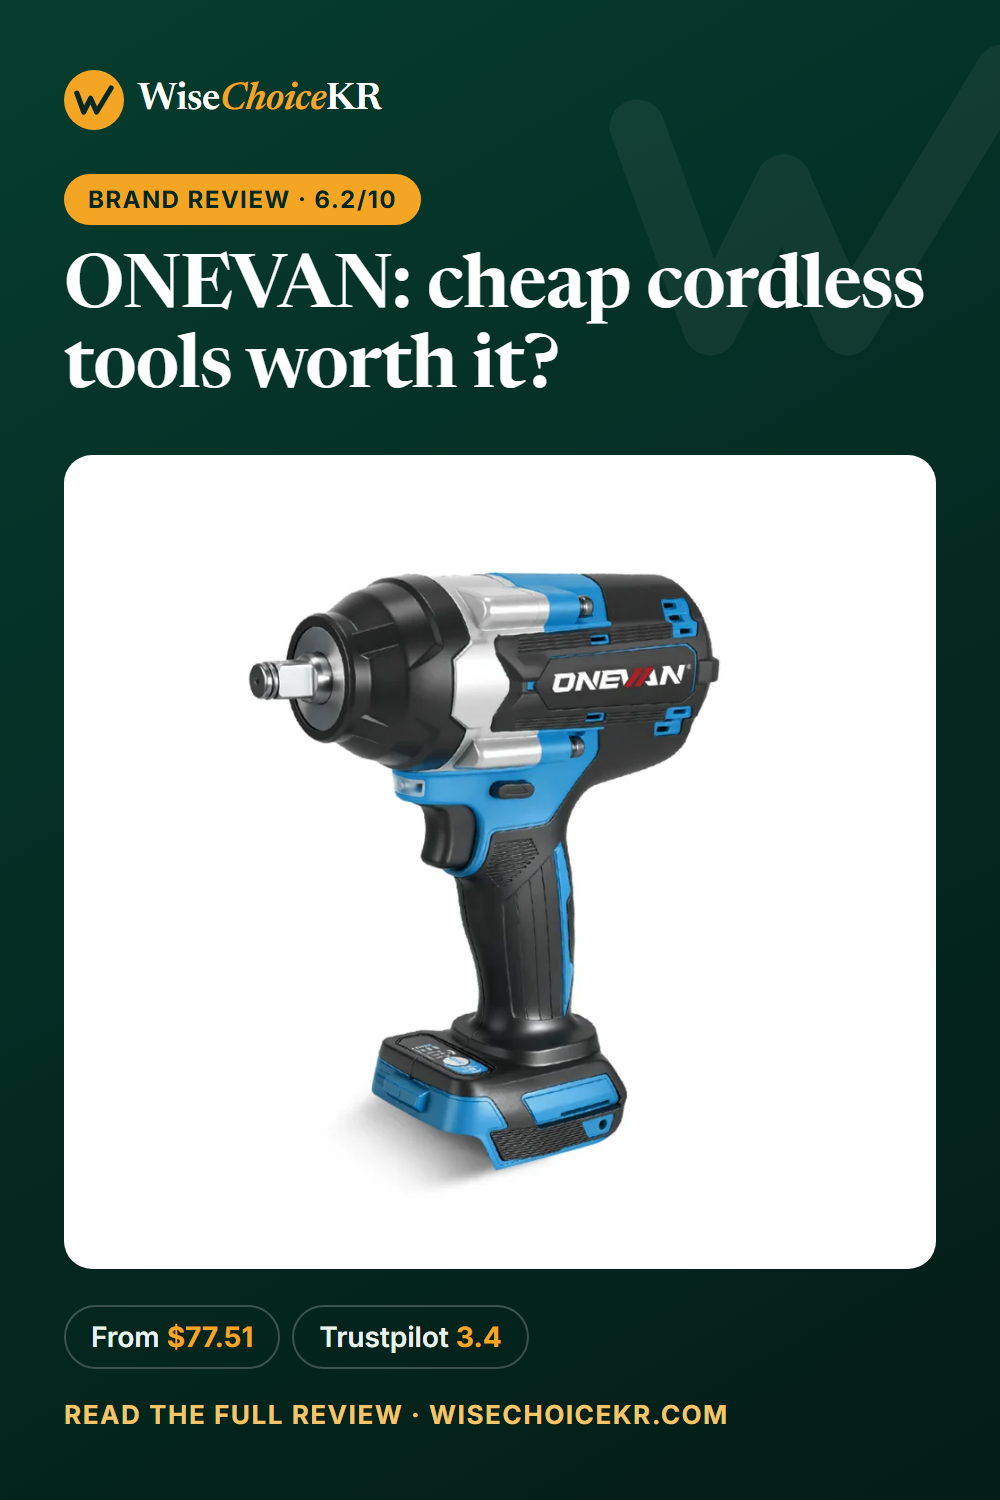 WiseChoiceKR
BRAND REVIEW · 6.2/10
ONEVAN: cheap cordless
tools worth it?
ONEVAN
From $77.51
Trustpilot 3.4
READ THE FULL REVIEW · WISECHOICEKR.COM